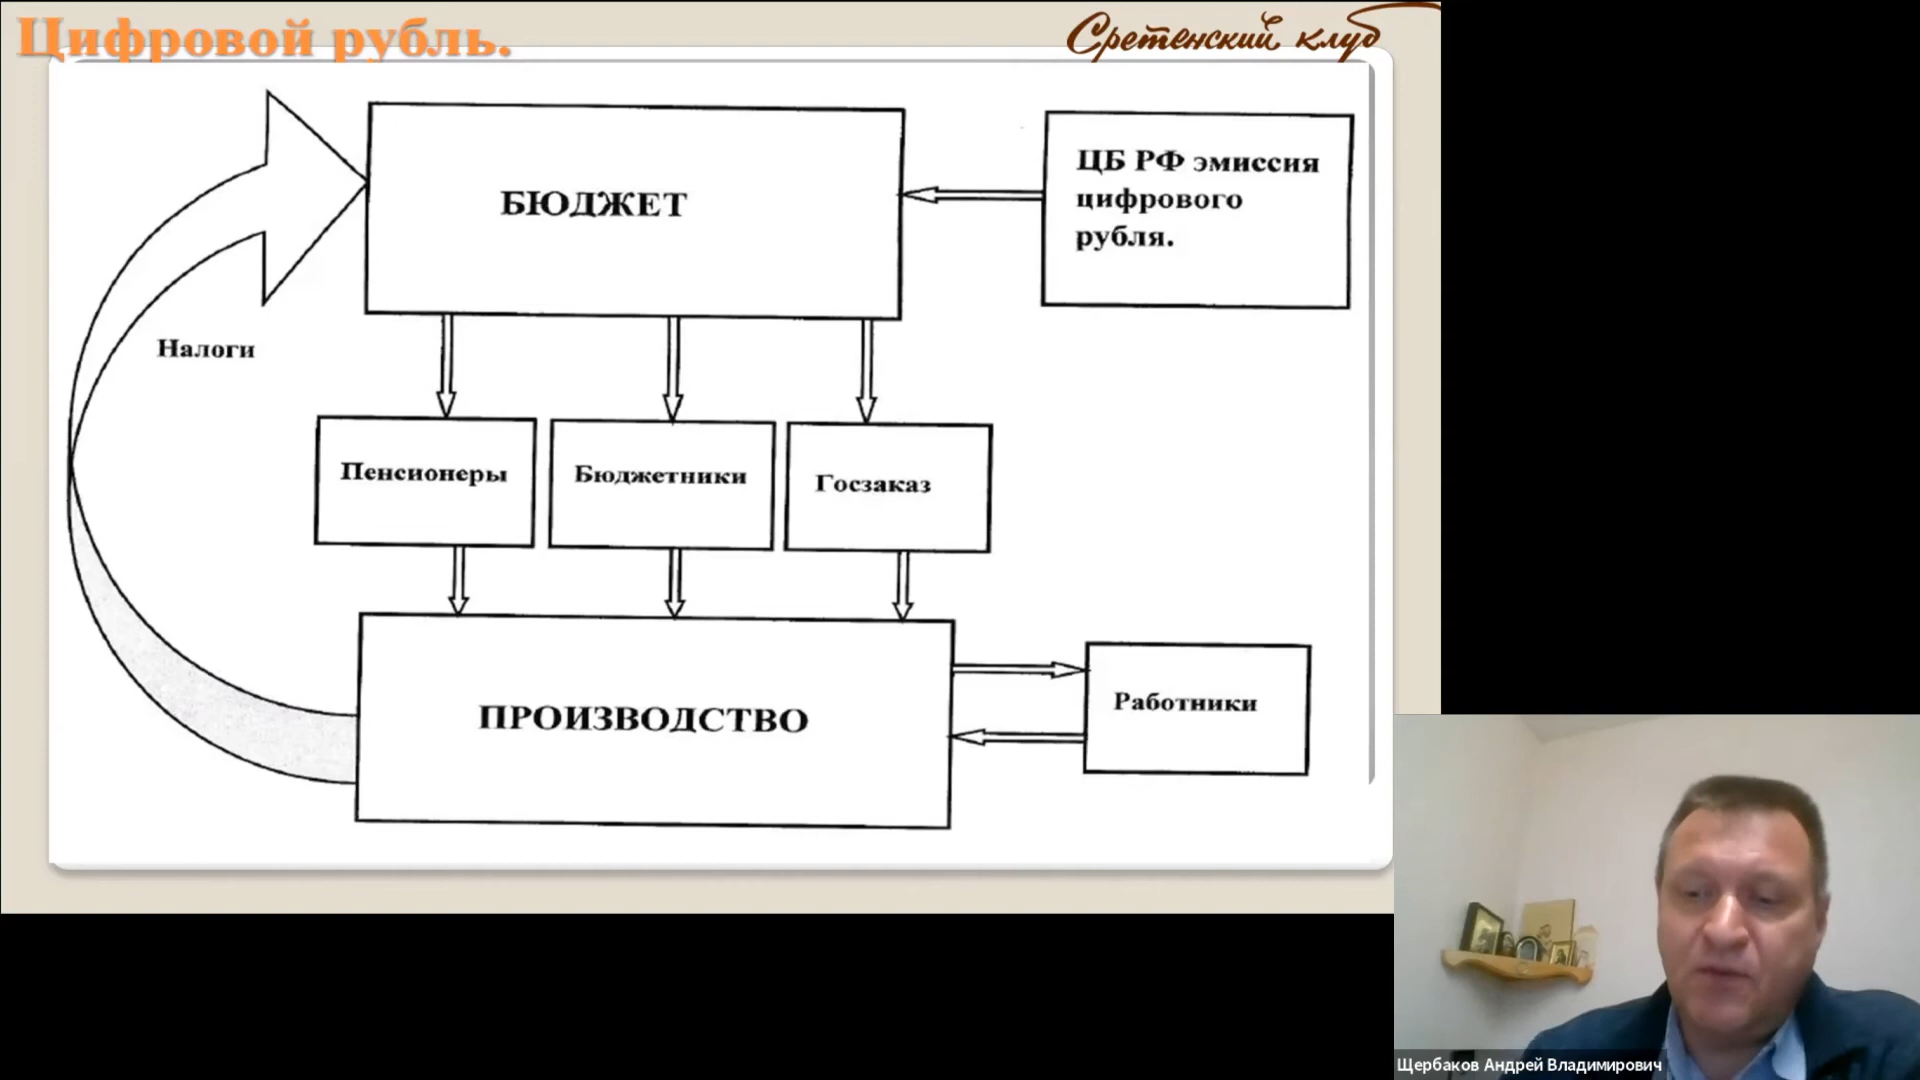 Цифровой рубль.
Сретенский клуб
БЮДЖЕТ
ЦБ РФ эмиссия
цифрового
рубля.
Налоги
Пенсионеры
Бюджетники
Госзаказ
ПРОИЗВОДСТВО
Работники
Щербаков Андрей Владимирович